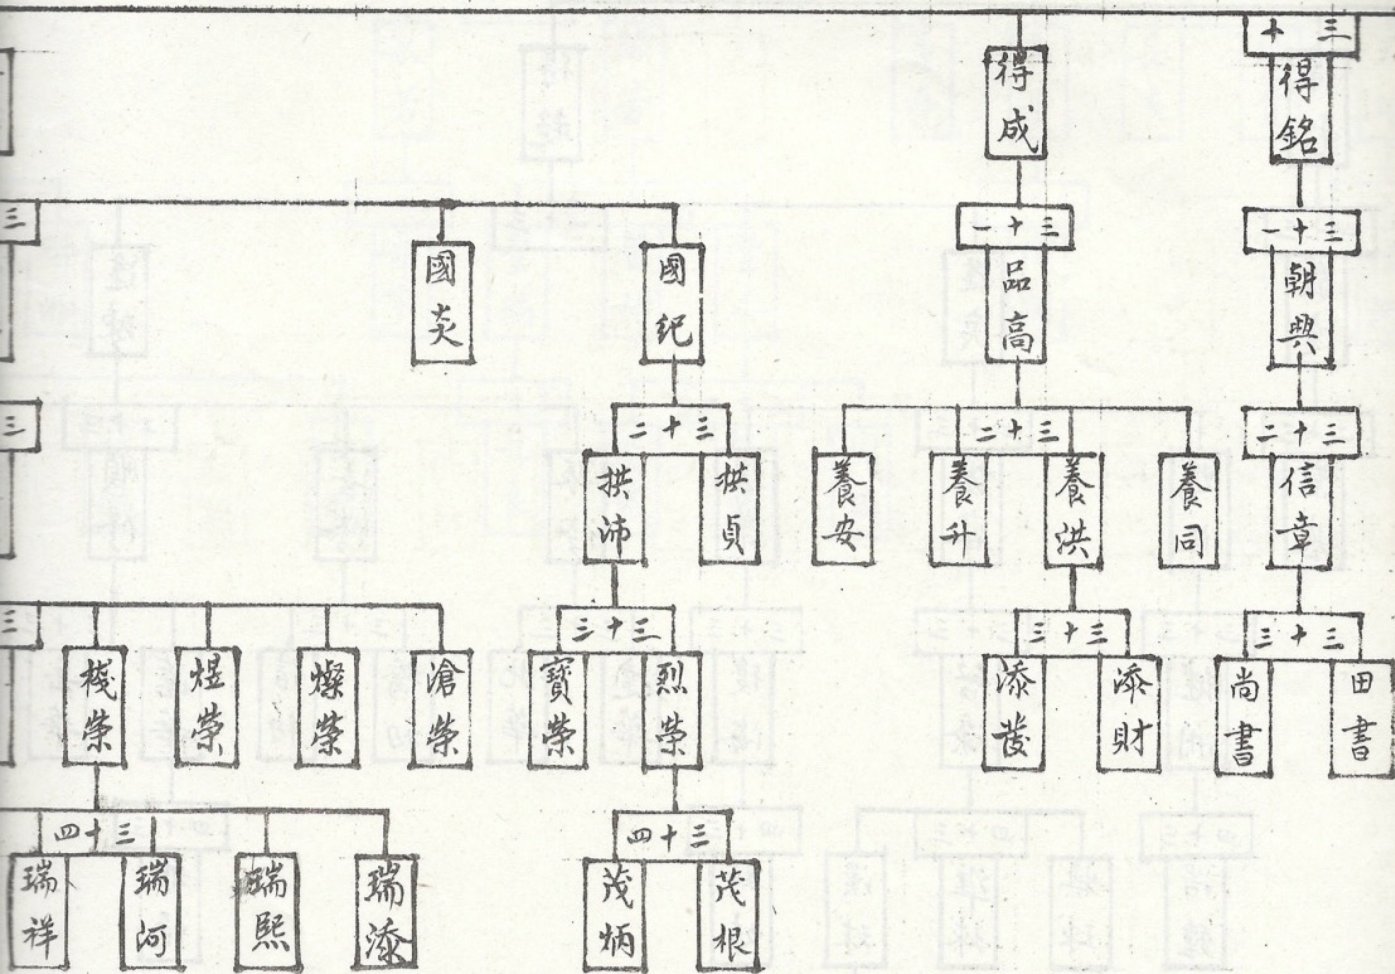 三十
得銘
得成
三十一
朝興
三十一
品高
國紀
國炎
三
三十二
信章
三十二
養同
養洪
養升
養安
三十二
拱貞
拱沛
三
三十三
田書
尚書
三十三
添財
添發
三十三
烈榮
寶榮
滄榮
燦榮
煜榮
棧榮
三
三十四
茂根
茂炳
三十四
瑞添
瑞熙
瑞河
瑞祥